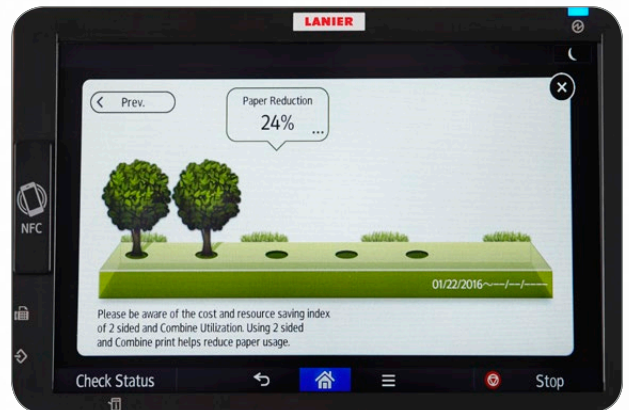 LANIER
Prev.
Paper Reduction
24%
...
NFC
01/22/2016~--/--/----
Please be aware of the cost and resource saving index
of 2 sided and Combine Utilization. Using 2 sided
and Combine print helps reduce paper usage.
Check Status
Stop